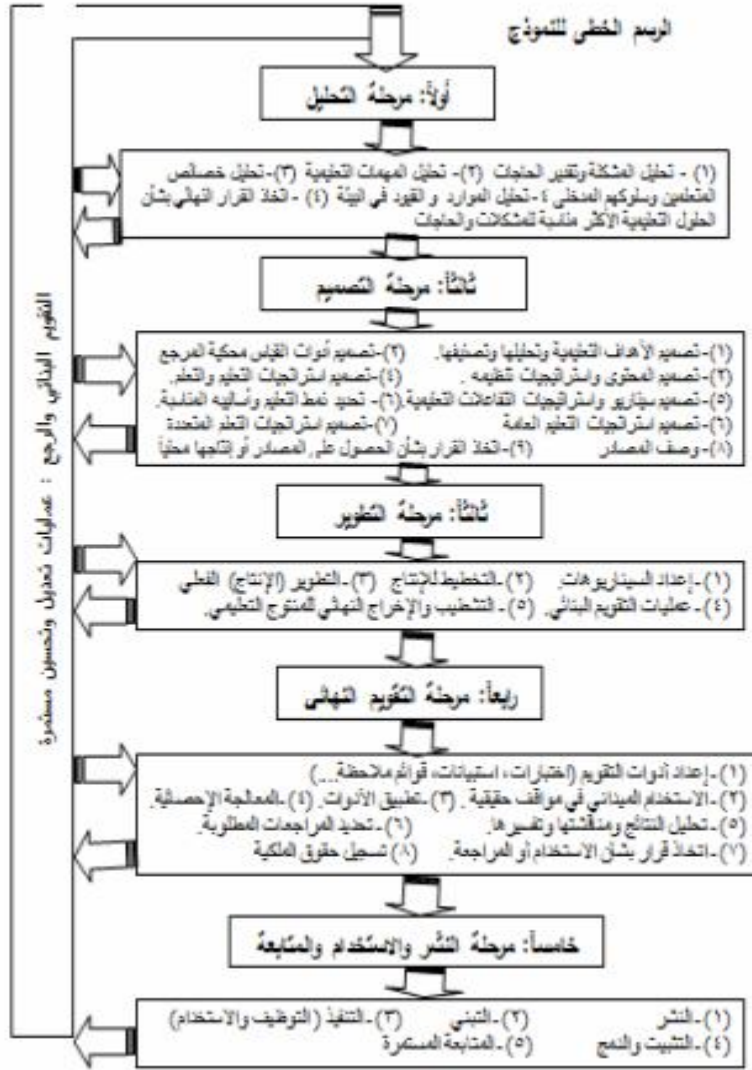 الرسم الخطى للنموذج
أولاً: مرحلة التحليل
(١) - تحليل المشكلة وتقدير الحاجات (٢)- تحليل المهمات التعليمية (٣)- تحليل خصائص
المتعلمين وسلوكهم المدخلى ٤- تحليل الموارد و القيود في البيئة (٤) - اتخاذ القرار النهائي بشأن
الحلول التعليمية الأكثر مناسبة للمشكلات والحاجات
ثالثاً: مرحلة التصميم
(١)- تصميم الأهداف التعليمية وتحليلها وتصنيفها. (٢)- تصميم أدوات القياس محكية المرجع
(٣)- تصميم المحتوى واستراتيجيات تنظيمه. (٤)- تصميم استراتيجيات التعليم والتعلم.
(٥)- تصميم سيناريو واستراتيجيات التفاعلات التعليمية. (٦)- تحديد نمط التعليم وأساليبه المناسبة.
(٦)- تصميم استراتيجيات التعليم العامة (٧)- تصميم استراتيجيات التعلم المتعددة
(٨)- وصف المصادر (٩)- اتخاذ القرار بشأن الحصول على المصادر أو إنتاجها محلياً
ثالثاً: مرحلة التطوير
(١)- إعداد السيناريوهات. (٢)- التخطيط للإنتاج (٣)- التطوير (الإنتاج) الفعلي
(٤)- عمليات التقويم البنائي. (٥)- التشطيب والإخراج النهائي للمنتوج التعليمي.
رابعاً: مرحلة التقويم النهائى
(١)- إعداد أدوات التقويم (اختبارات، استبيانات، قوائم ملاحظة...)
(٢)- الاستخدام الميداني في مواقف حقيقية. (٣)- تطبيق الأدوات. (٤)- المعالجة الإحصائية.
(٥)- تحليل النتائج ومناقشتها وتفسيرها. (٦)- تحديد المراجعات المطلوبة.
(٧)- اتخاذ قرار بشأن الاستخدام أو المراجعة. (٨) تسجيل حقوق الملكية
خامساً: مرحلة النشر والاستخدام والمتابعة
(١)- النشر (٢)- التبني (٣)- التنفيذ (التوظيف والاستخدام)
(٤)- التثبيت والدمج (٥)- المتابعة المستمرة
التقويم البنائي والرجع : عمليات تعديل وتحسين مستمرة